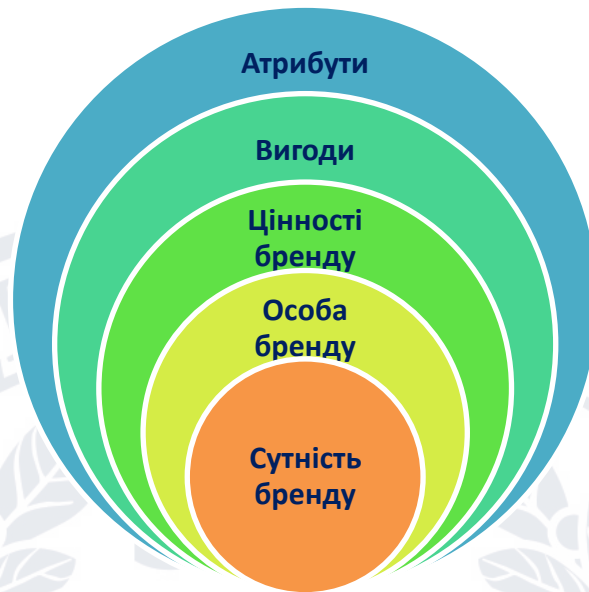 Атрибути
Вигоди
Цінності
бренду
Особа
бренду
Сутність
бренду